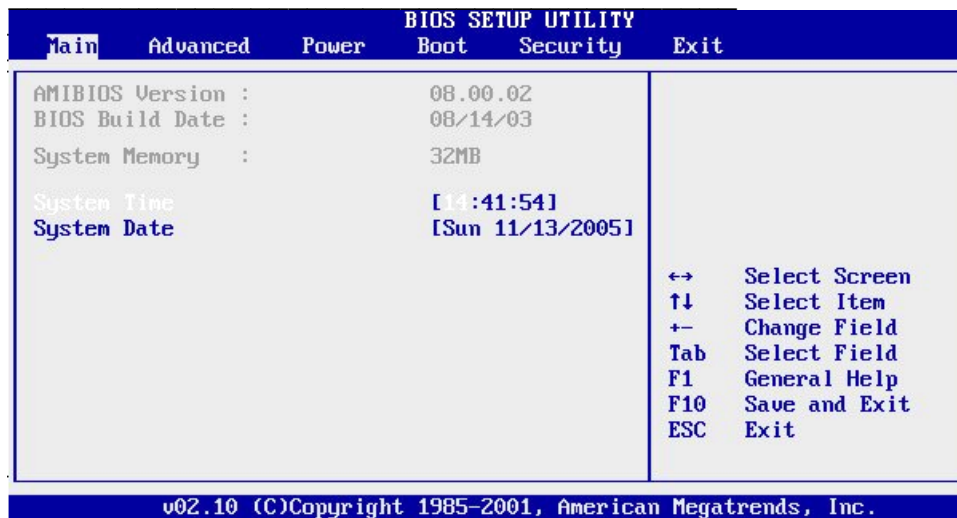 BIOS SETUP UTILITY
Main Advanced Power Boot Security Exit
AMIBIOS Version : 08.00.02
BIOS Build Date : 08/14/03
System Memory : 32MB
System Time [14:41:54]
System Date [Sun 11/13/2005]
←→ Select Screen
↑↓ Select Item
+- Change Field
Tab Select Field
F1 General Help
F10 Save and Exit
ESC Exit
v02.10 (C)Copyright 1985-2001, American Megatrends, Inc.